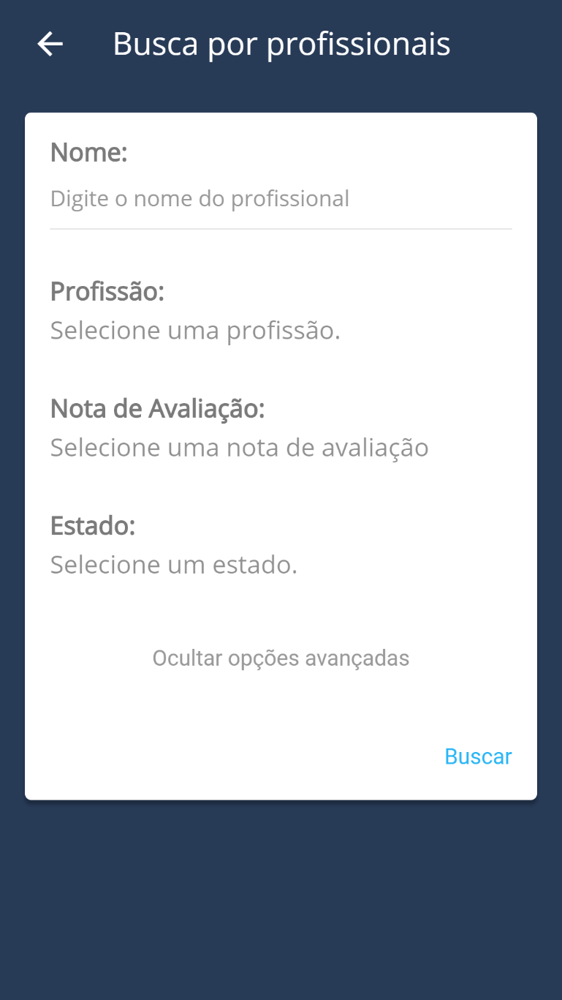 Busca por profissionais
Nome:
Digite o nome do profissional
Profissão:
Selecione uma profissão.
Nota de Avaliação:
Selecione uma nota de avaliação
Estado:
Selecione um estado.
Ocultar opções avançadas
Buscar